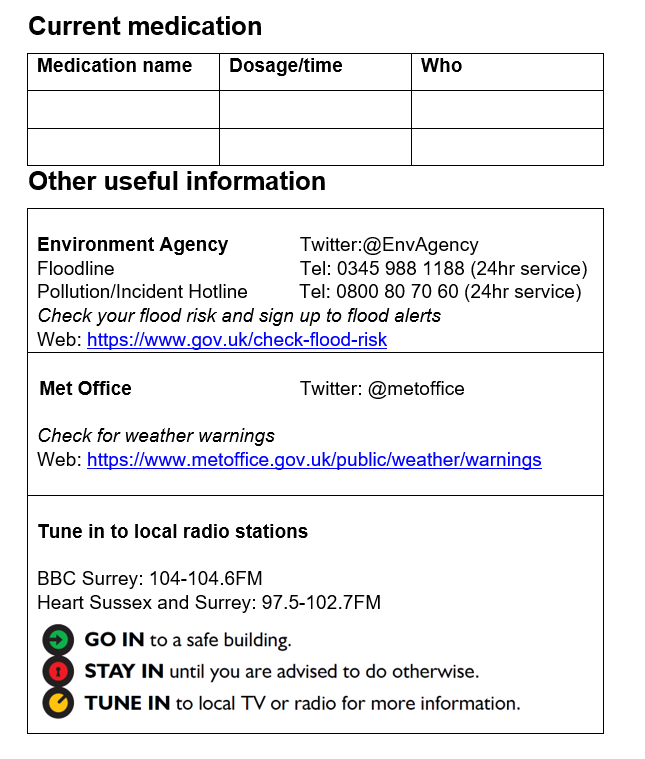 Current medication
Medication name Dosage/time Who
Other useful information
Environment Agency Twitter:@EnvAgency
Floodline Tel: 0345 988 1188 (24hr service)
Pollution/Incident Hotline Tel: 0800 80 70 60 (24hr service)
Check your flood risk and sign up to flood alerts
Web: https://www.gov.uk/check-flood-risk
Met Office Twitter: @metoffice
Check for weather warnings
Web: https://www.metoffice.gov.uk/public/weather/warnings
Tune in to local radio stations
BBC Surrey: 104-104.6FM
Heart Sussex and Surrey: 97.5-102.7FM
GO IN to a safe building.
STAY IN until you are advised to do otherwise.
TUNE IN to local TV or radio for more information.